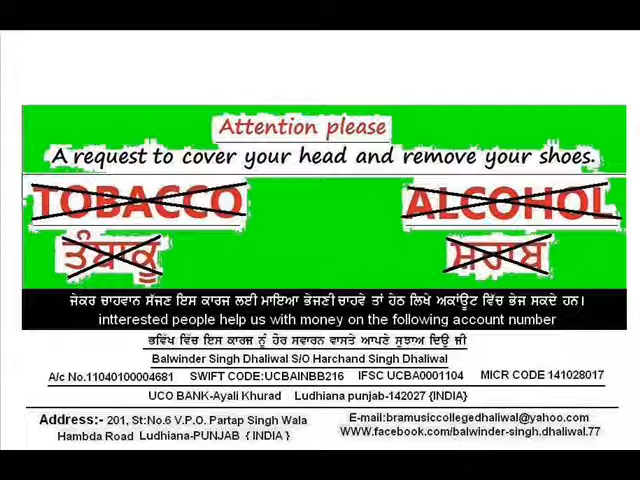 Attention please
A request to cover your head and remove your shoes.
TOBACCO ALCOHOL
ਤੰਬਾਕੂ ਸ਼ਰਾਬ
ਜੇਕਰ ਚਾਹਵਾਨ ਸੱਜਣ ਇਸ ਕਾਰਜ ਲਈ ਮਾਇਆ ਭੇਜਣੀ ਚਾਹਵੇ ਤਾਂ ਹੇਠ ਲਿਖੇ ਅਕਾਂਊਟ ਵਿੱਚ ਭੇਜ ਸਕਦੇ ਹਨ।
intterested people help us with money on the following account number
ਭਵਿੱਖ ਵਿੱਚ ਇਸ ਕਾਰਜ ਨੂੰ ਹੋਰ ਸਵਾਰਨ ਵਾਸਤੇ ਆਪਣੇ ਸੁਝਾਅ ਦਿਉ ਜੀ
Balwinder Singh Dhaliwal S/O Harchand Singh Dhaliwal
A/c No.11040100004681 SWIFT CODE:UCBAINBB216 IFSC UCBA0001104 MICR CODE 141028017
UCO BANK-Ayali Khurad Ludhiana punjab-142027 {INDIA}
Address:- 201, St:No.6 V.P.O. Partap Singh Wala
Hambda Road Ludhiana-PUNJAB { INDIA }
E-mail:bramusiccollegedhaliwal@yahoo.com
WWW.facebook.com/balwinder-singh.dhaliwal.77